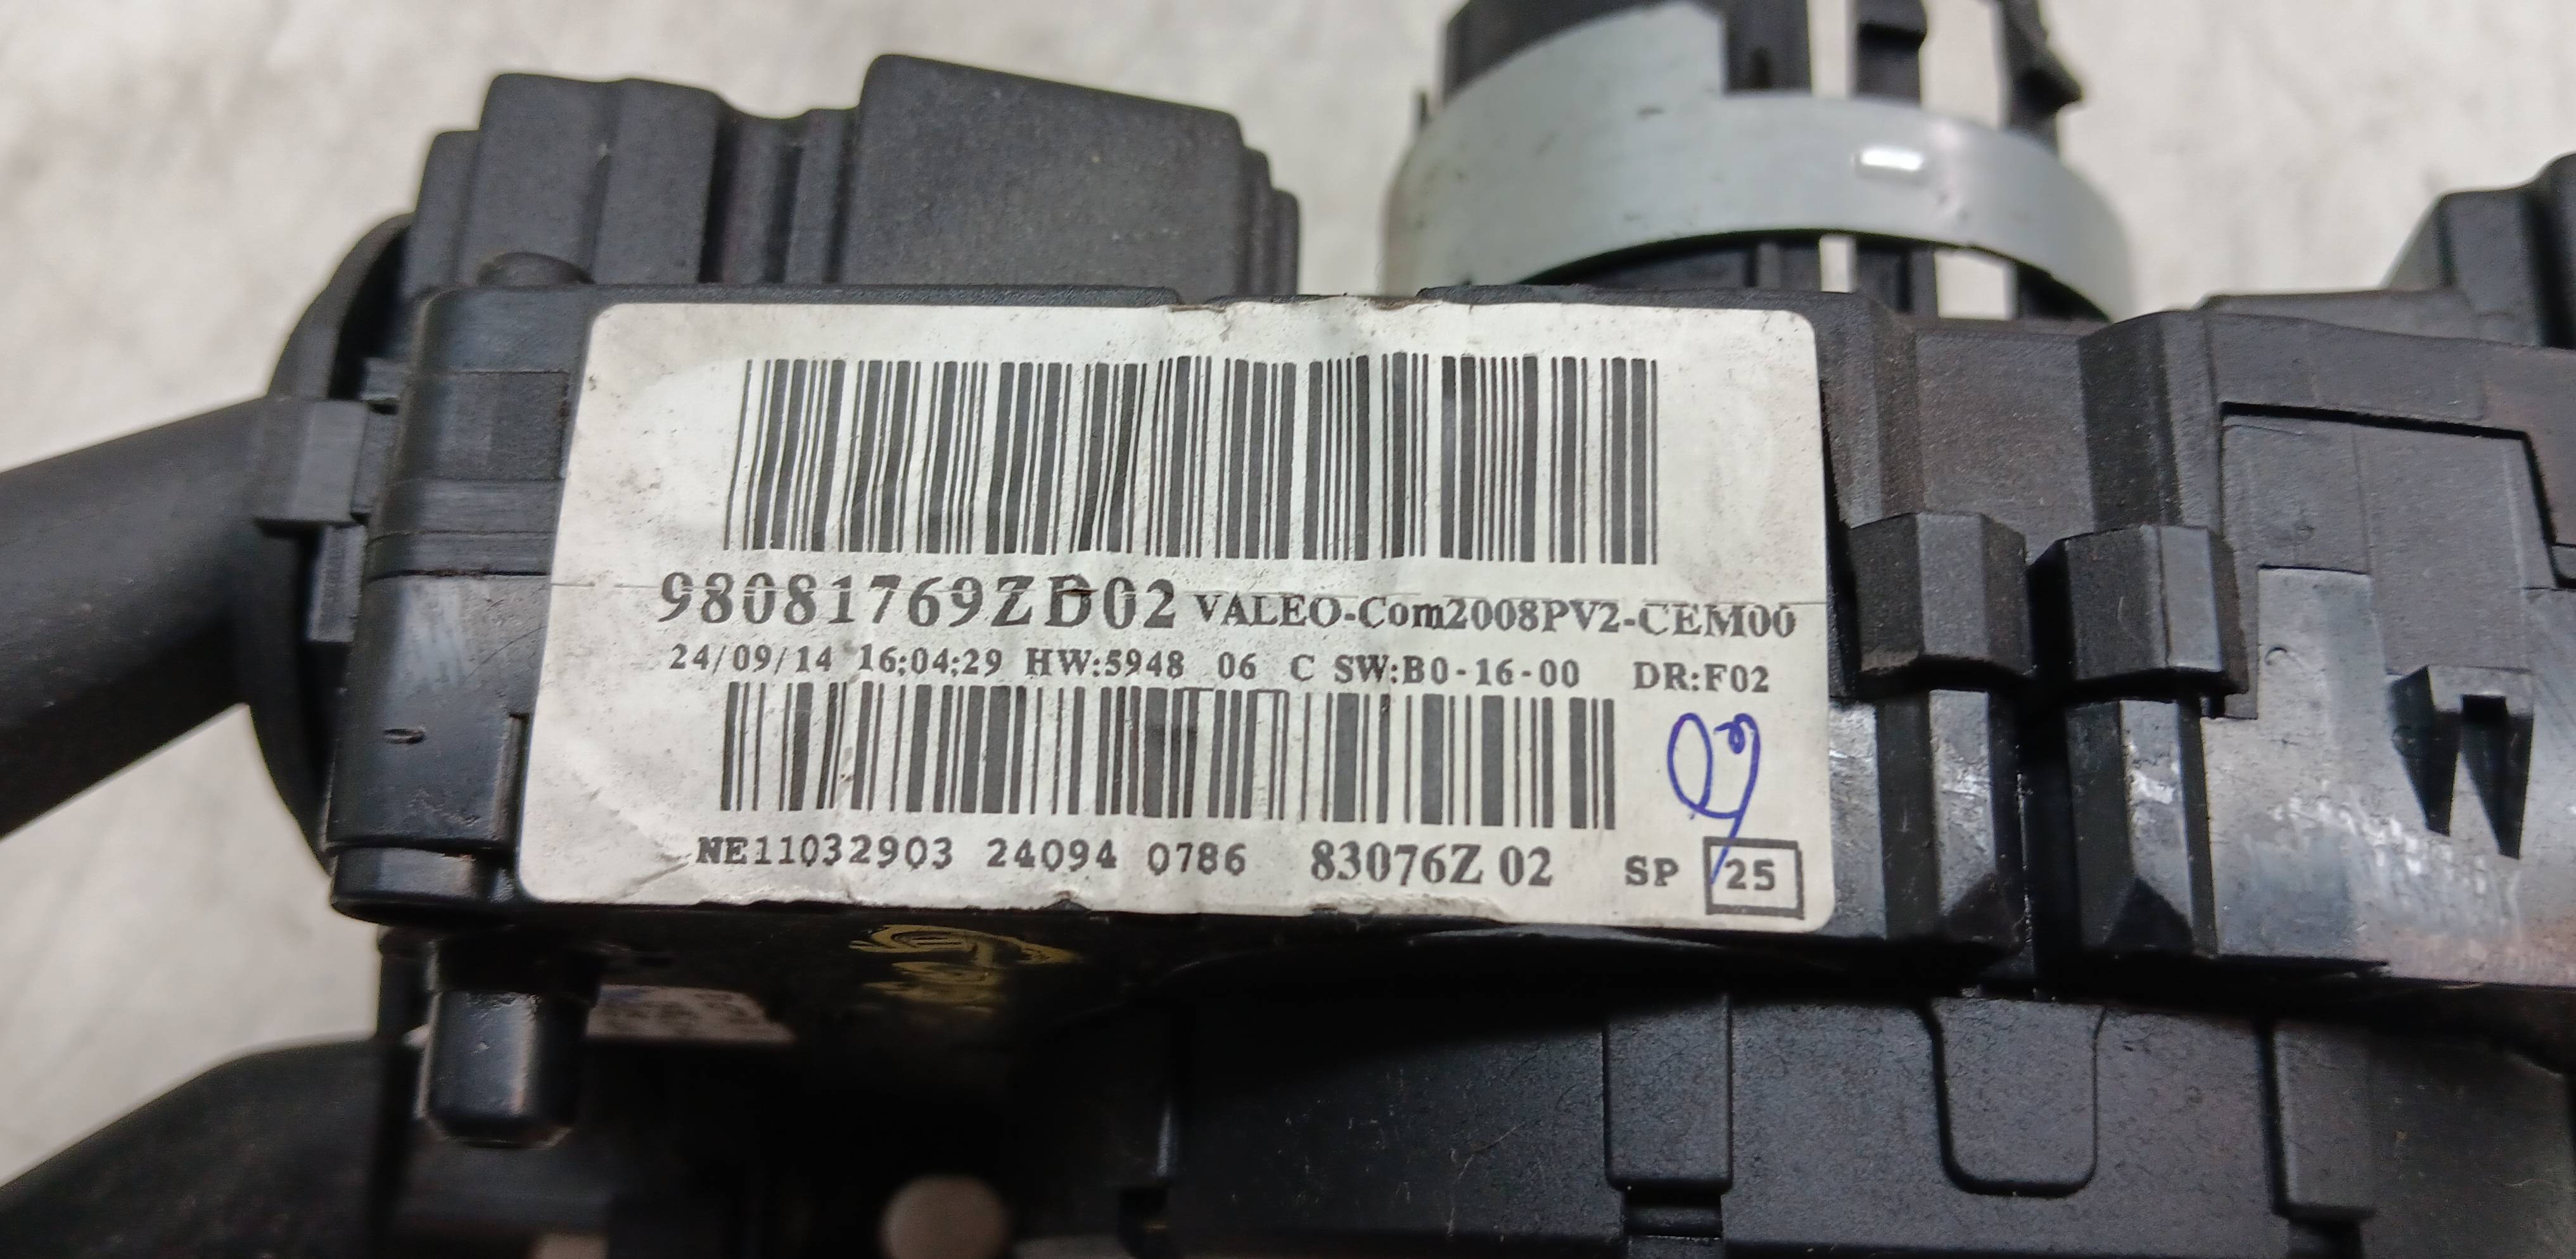 98081769ZD02 VALEO-Com2008PV2-CEM00
24/09/14 16:04:29 HW:5948 06 C SW:B0-16-00 DR:F02
NE11032903 24094 0786 83076Z 02 SP 25